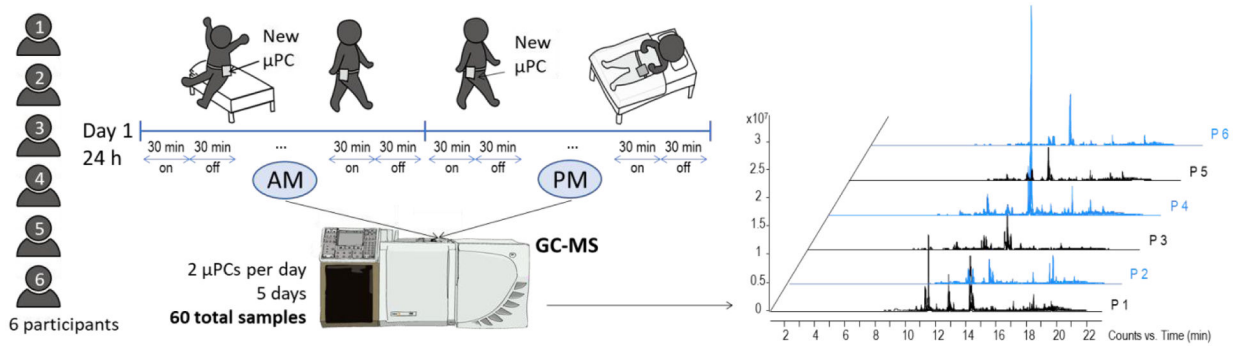 1
2
3
4
5
6
6 participants
New
µPC
New
µPC
Day 1
24 h
30 min
on
30 min
off
...
30 min
on
30 min
off
30 min
on
30 min
off
...
30 min
on
30 min
off
AM
PM
GC-MS
2 µPCs per day
5 days
60 total samples
x10⁷
3
2.5
2
1.5
1
0.5
0
P 6
P 5
P 4
P 3
P 2
P 1
2 4 6 8 10 12 14 16 18 20 22 Counts vs. Time (min)